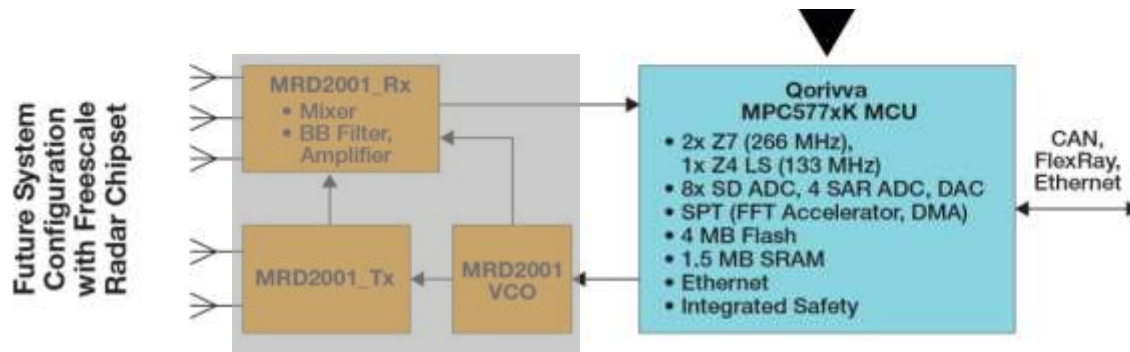 Future System
Configuration
with Freescale
Radar Chipset
MRD2001_Rx
• Mixer
• BB Filter,
Amplifier
MRD2001_Tx
MRD2001
VCO
Qorivva
MPC577xK MCU
• 2x Z7 (266 MHz),
1x Z4 LS (133 MHz)
• 8x SD ADC, 4 SAR ADC, DAC
• SPT (FFT Accelerator, DMA)
• 4 MB Flash
• 1.5 MB SRAM
• Ethernet
• Integrated Safety
CAN,
FlexRay,
Ethernet